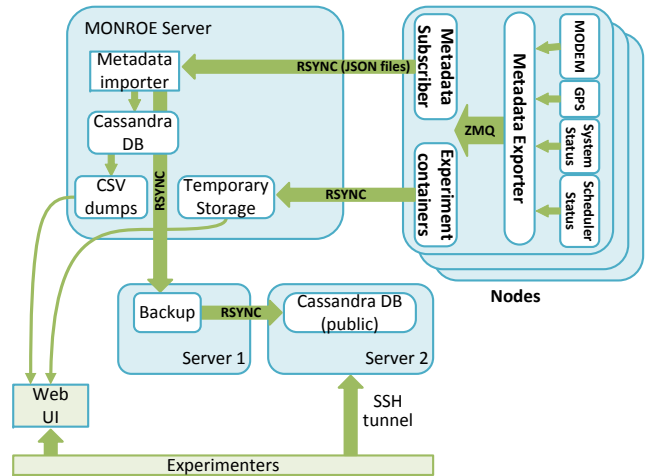 MONROE Server
Metadata
importer
RSYNC (JSON files)
Cassandra
DB
CSV
dumps
RSYNC
Temporary
Storage
RSYNC
Metadata
Subscriber
Experiment
containers
ZMQ
Metadata Exporter
MODEM
GPS
System
Status
Scheduler
Status
Nodes
Backup
RSYNC
Cassandra DB
(public)
Server 1
Server 2
Web
UI
SSH
tunnel
Experimenters